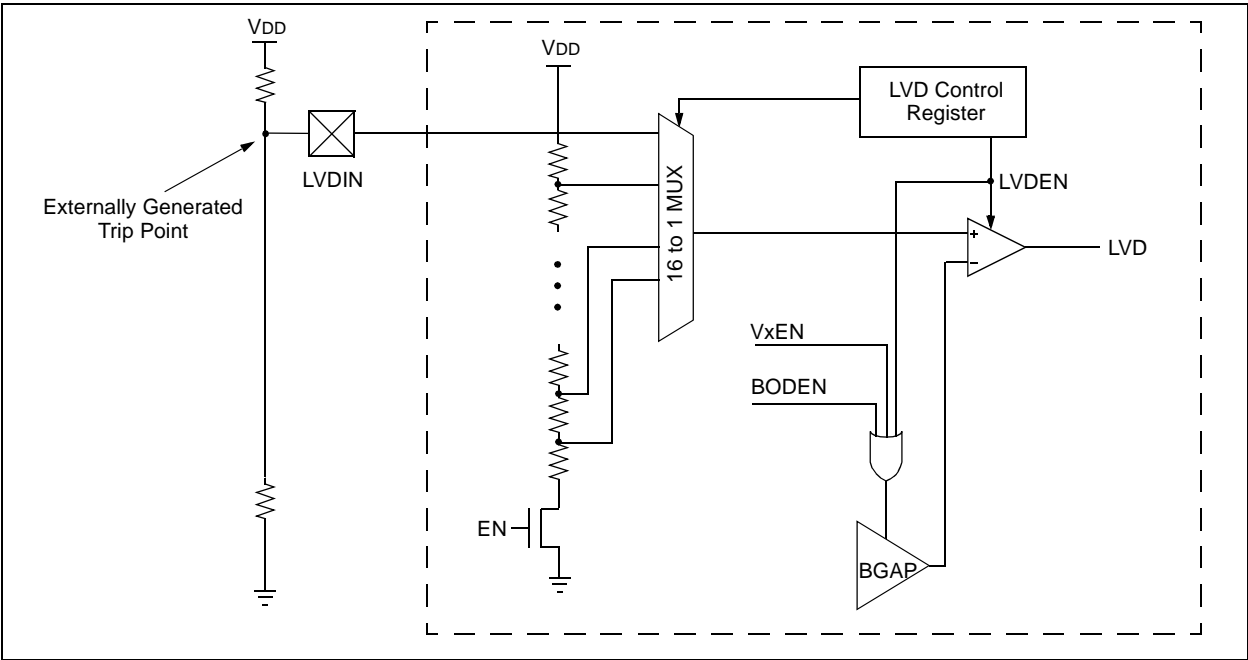 VDD
VDD
LVD Control
Register
LVDIN
16 to 1 MUX
LVDEN
Externally Generated
Trip Point
+
–
LVD
VxEN
BODEN
EN
BGAP